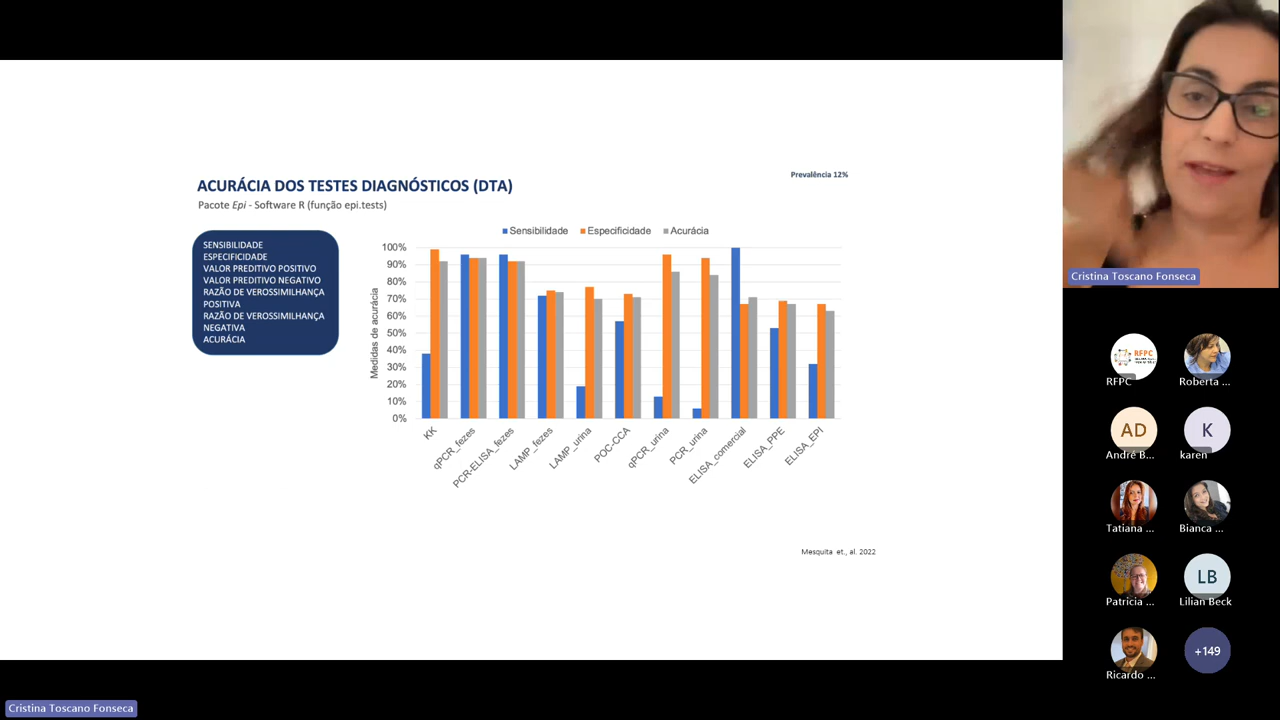 ACURÁCIA DOS TESTES DIAGNÓSTICOS (DTA)
Prevalência 12%
Pacote Epi - Software R (função epi.tests)
SENSIBILIDADE
ESPECIFICIDADE
VALOR PREDITIVO POSITIVO
VALOR PREDITIVO NEGATIVO
RAZÃO DE VEROSSIMILHANÇA
POSITIVA
RAZÃO DE VEROSSIMILHANÇA
NEGATIVA
ACURÁCIA
Sensibilidade Especificidade Acurácia
Medidas de acurácia
100%
90%
80%
70%
60%
50%
40%
30%
20%
10%
0%
KK
qPCR_fezes
PCR-ELISA_fezes
LAMP_fezes
LAMP_urina
POC-CCA
qPCR_urina
PCR_urina
ELISA_comercial
ELISA_PPE
ELISA_EPI
Mesquita et., al. 2022
Cristina Toscano Fonseca
RFPC
RFPC
Roberta ...
AD
André B...
K
karen
Tatiana ...
Bianca ...
Patricia ...
LB
Lilian Beck
Ricardo ...
+149
Cristina Toscano Fonseca